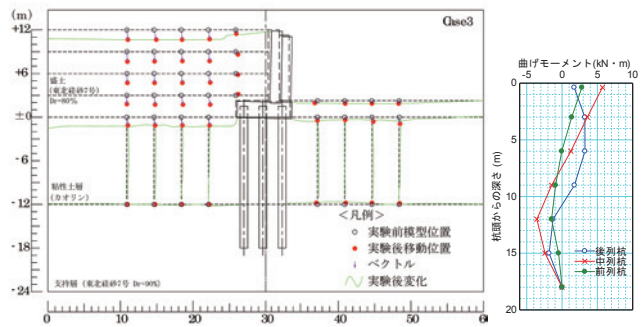 (m)
+12
+6
±0
-6
-12
-18
-24
Case3
盛土
(東北硅砂7号)
Dr=80%
粘性土層
(カオリン)
<凡例>
実験前模型位置
実験後移動位置
ベクトル
実験後変化
支持層 (東北硅砂7号 Dr=90%)
0 10 20 30 40 50 60
曲げモーメント(kN・m)
-5 0 5 10
杭頭からの深さ (m)
0
5
10
15
20
後列杭
中列杭
前列杭